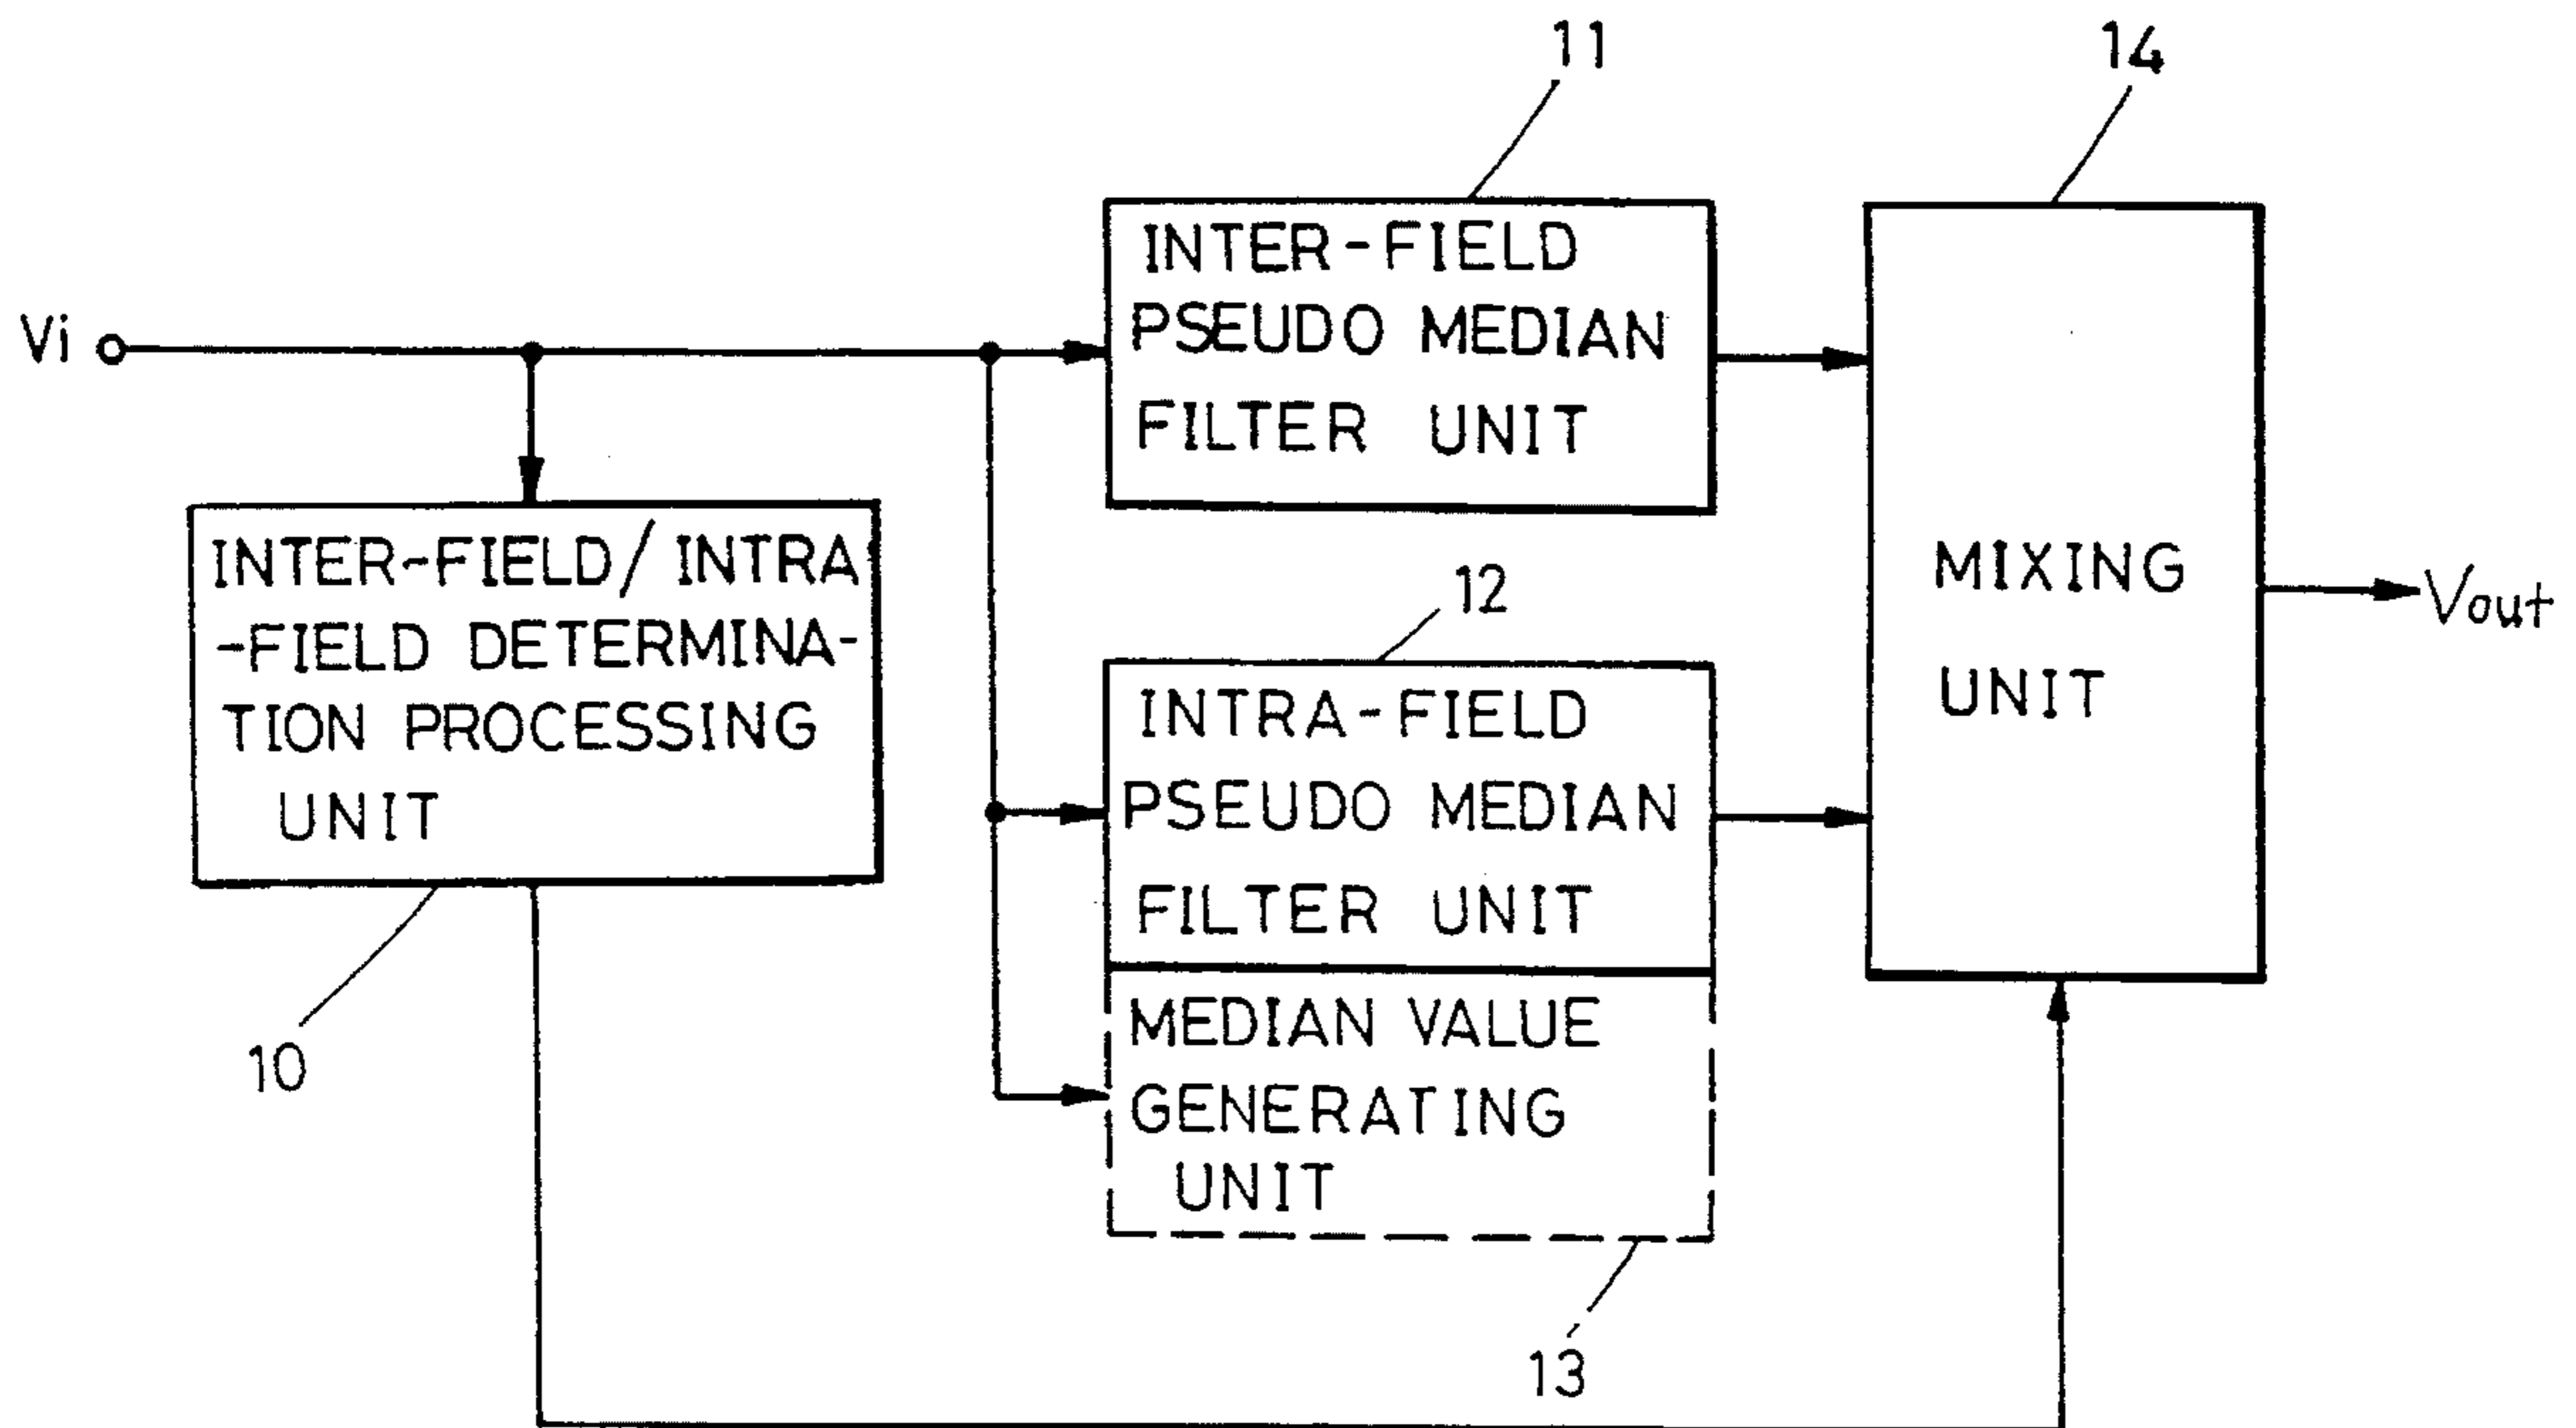 11
14
Vi
INTER-FIELD
PSEUDO MEDIAN
FILTER UNIT
INTER-FIELD/INTRA-
-FIELD DETERMINA-
TION PROCESSING
UNIT
10
12
INTRA-FIELD
PSEUDO MEDIAN
FILTER UNIT
MEDIAN VALUE
GENERATING
UNIT
13
MIXING
UNIT
Vout